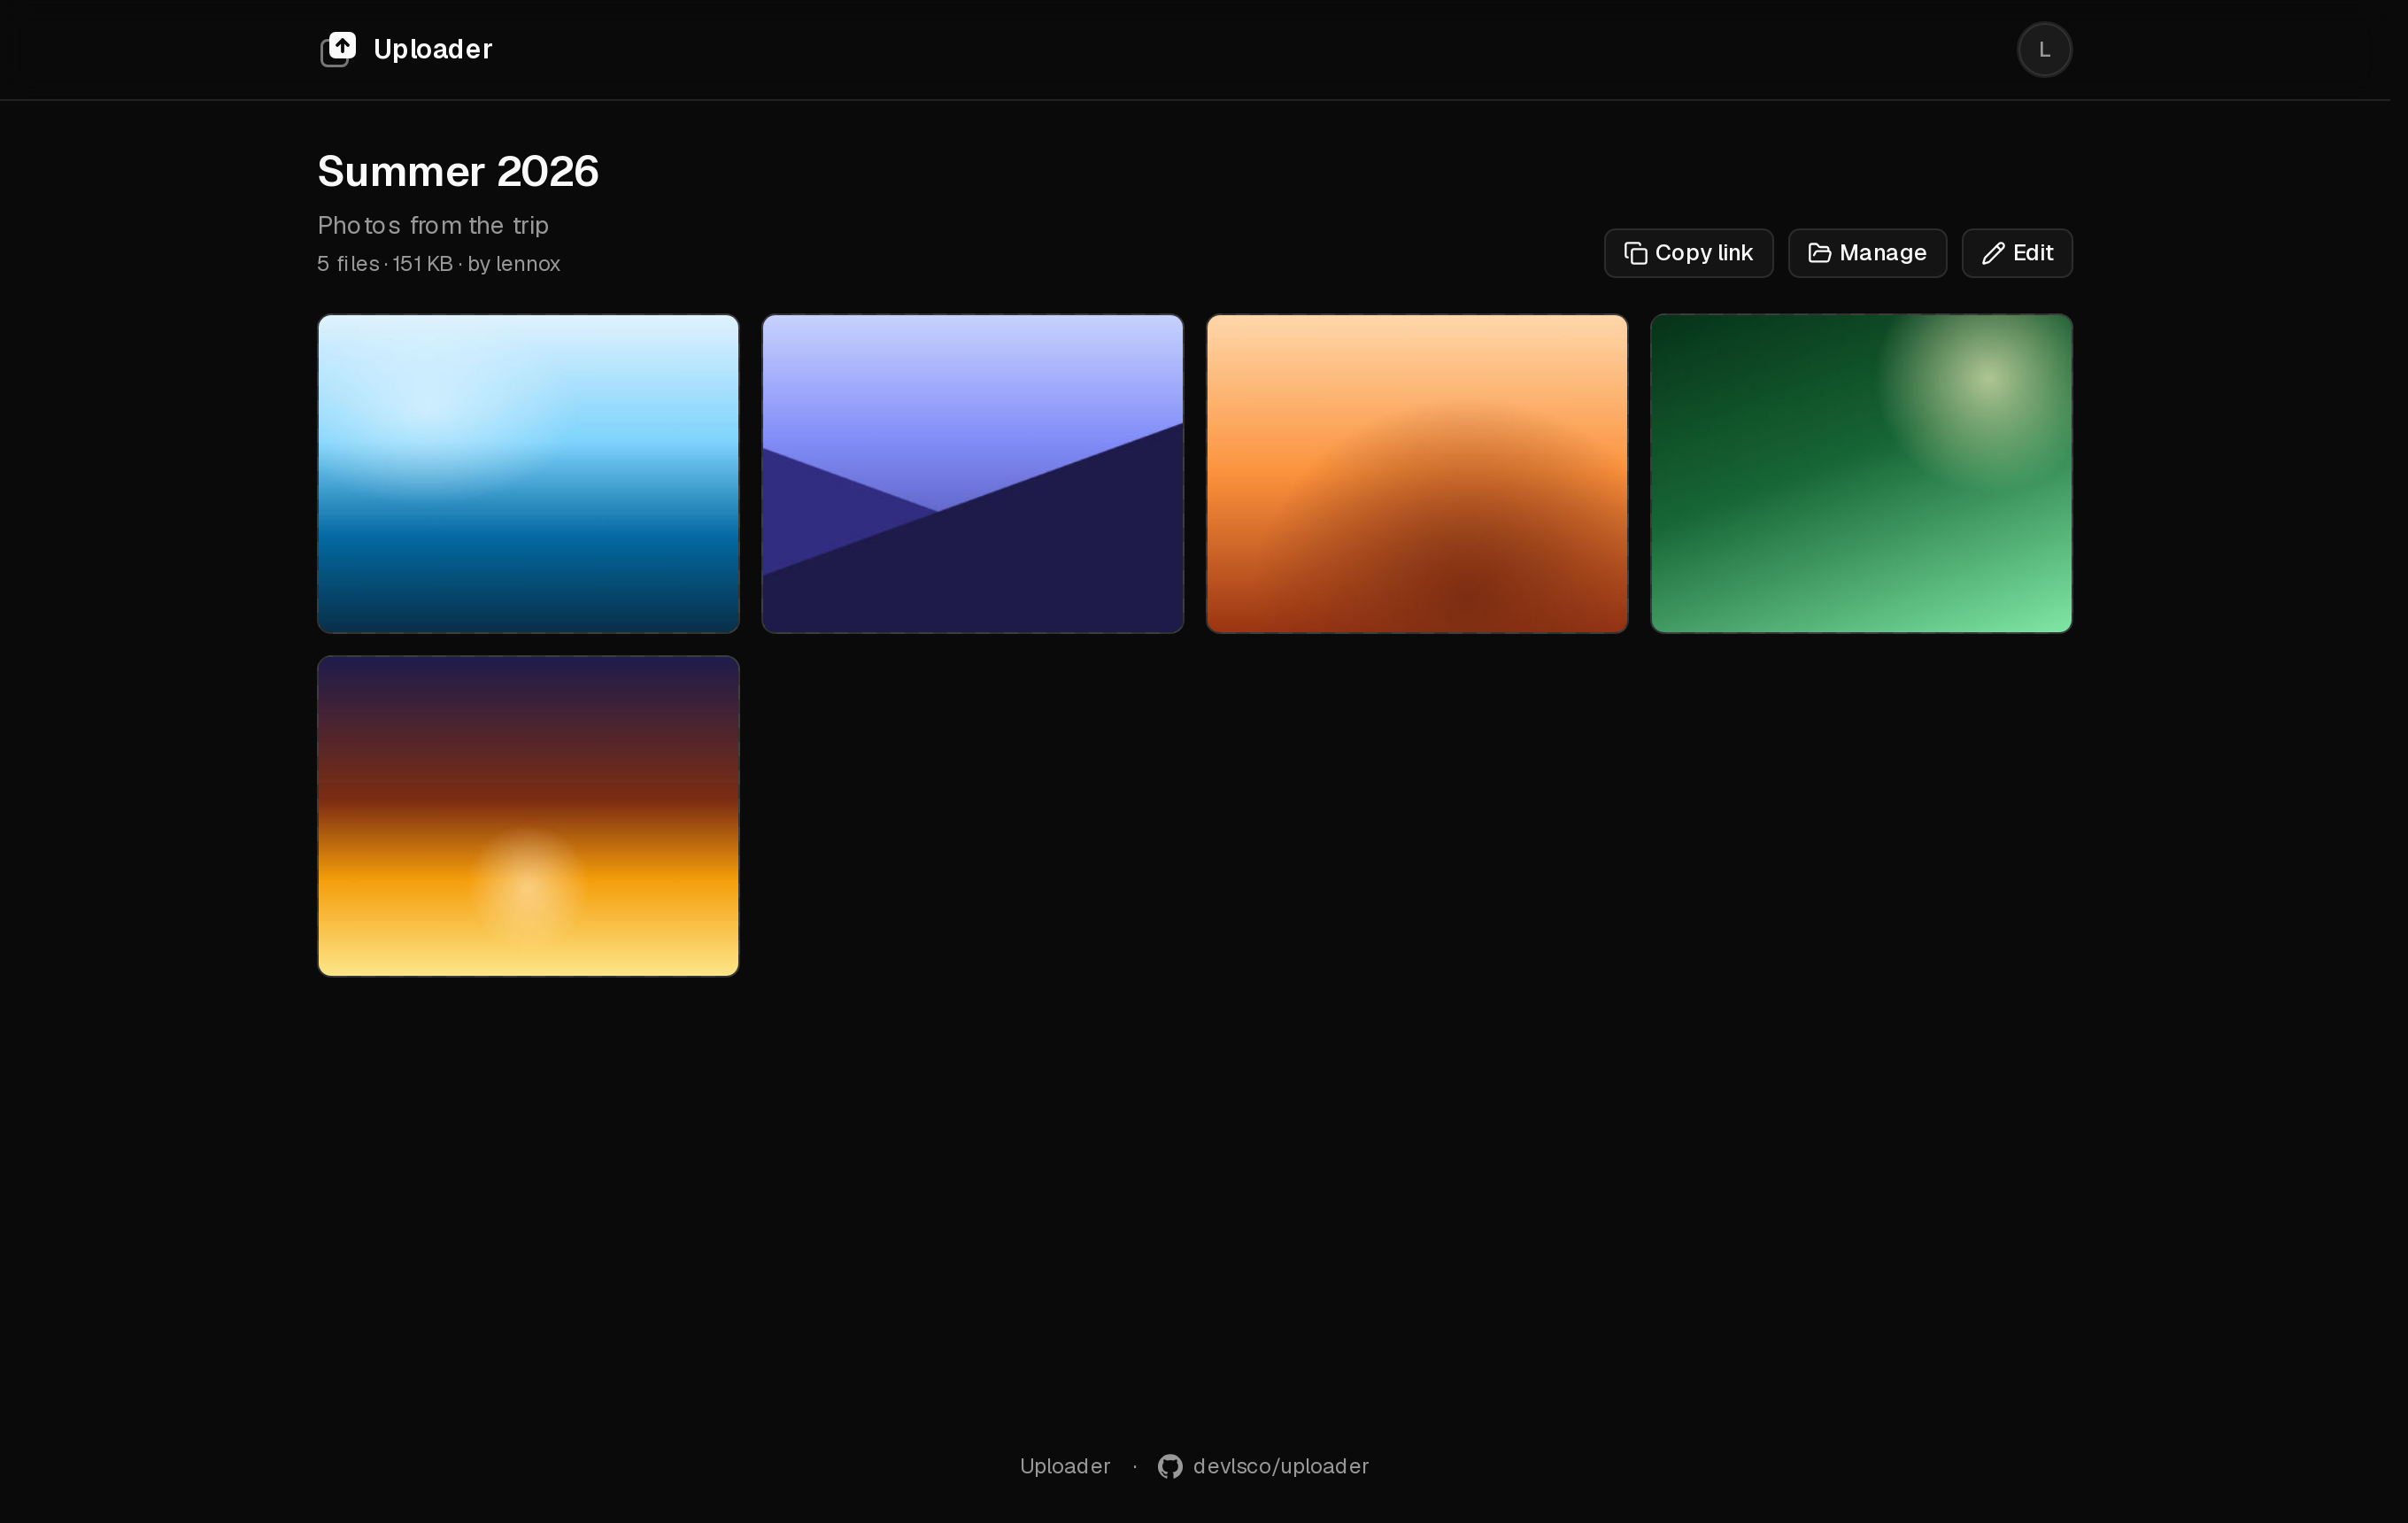 Uploader
L
Summer 2026
Photos from the trip
5 files · 151 KB · by lennox
Copy link
Manage
Edit
Uploader · devlsco/uploader